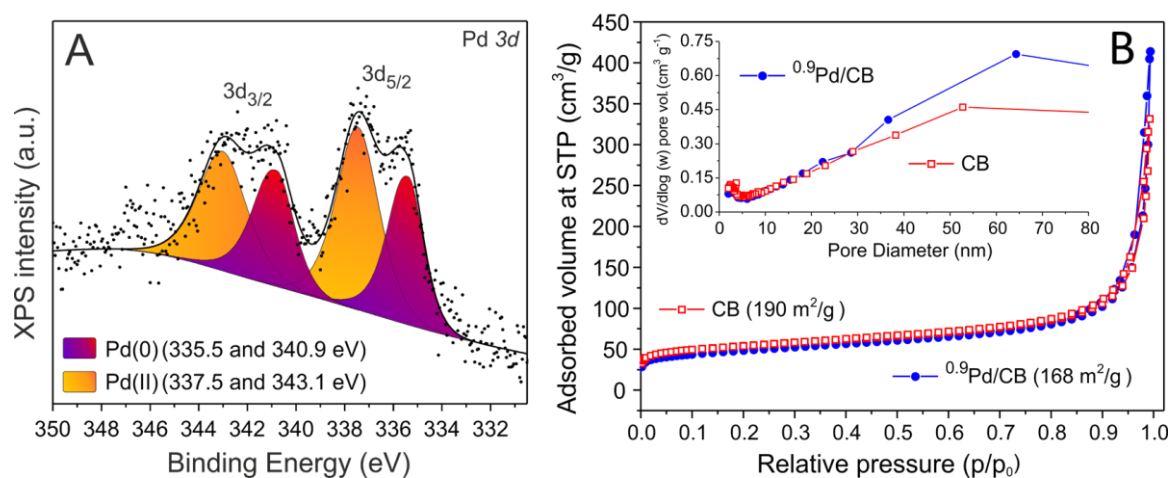 A
Pd 3d
3d3/2
3d5/2
XPS intensity (a.u.)
Pd(0) (335.5 and 340.9 eV)
Pd(II) (337.5 and 343.1 eV)
350 348 346 344 342 340 338 336 334 332
Binding Energy (eV)
B
Adsorbed volume at STP (cm³/g)
450
400
350
300
250
200
150
100
50
0
dV/dlog (w) pore vol. (cm³ g⁻¹)
0.75
0.60
0.45
0.30
0.15
0.00
⁰·⁹Pd/CB
CB
0 10 20 30 40 50 60 70 80
Pore Diameter (nm)
CB (190 m²/g)
⁰·⁹Pd/CB (168 m²/g)
0.0 0.1 0.2 0.3 0.4 0.5 0.6 0.7 0.8 0.9 1.0
Relative pressure (p/p₀)